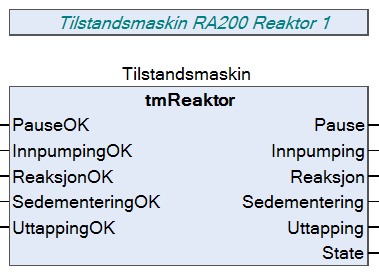 Tilstandsmaskin RA200 Reaktor 1
Tilstandsmaskin
tmReaktor
PauseOK Pause
InnpumpingOK Innpumping
ReaksjonOK Reaksjon
SedementeringOK Sedementering
UttappingOK Uttapping
State